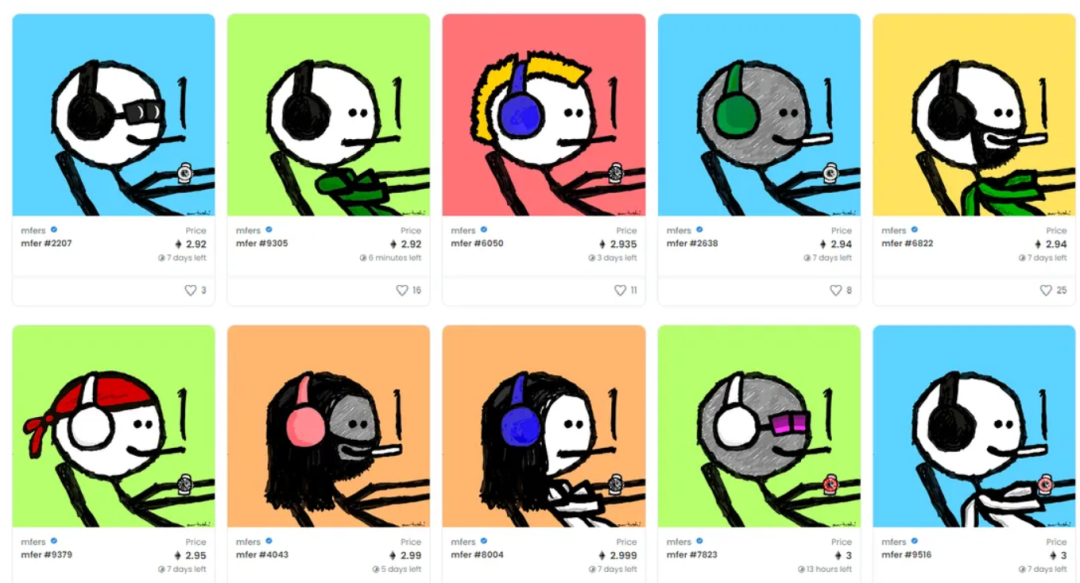 mfers Price
mfer #2207 2.92
7 days left
3
mfers Price
mfer #9305 2.92
6 minutes left
16
mfers Price
mfer #6050 2.935
3 days left
11
mfers Price
mfer #2638 2.94
7 days left
8
mfers Price
mfer #6822 2.94
7 days left
25
mfers Price
mfer #9379 2.95
7 days left
mfers Price
mfer #4043 2.99
5 days left
mfers Price
mfer #8004 2.999
7 days left
mfers Price
mfer #7823 3
13 hours left
mfers Price
mfer #9516 3
7 days left